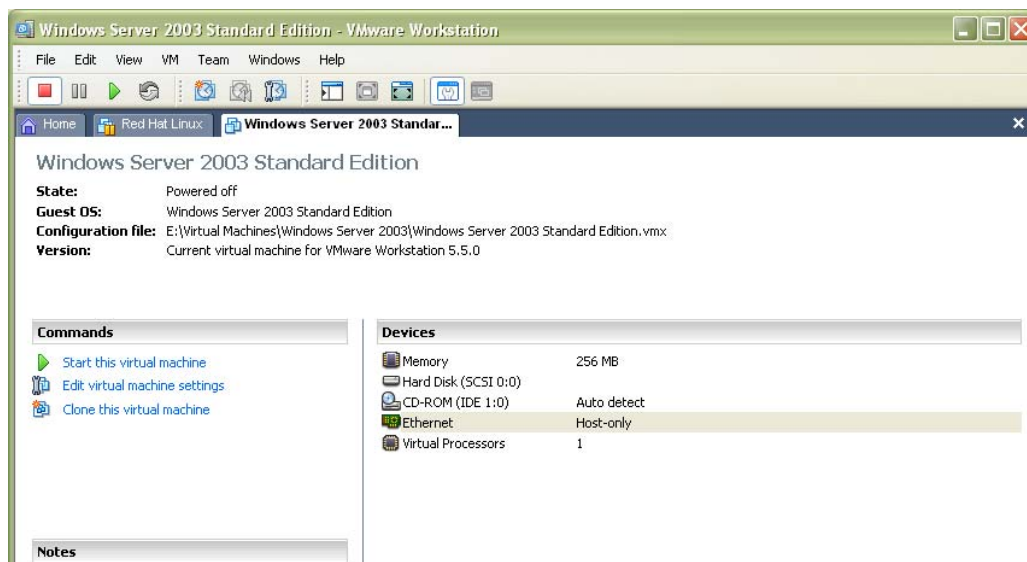 Windows Server 2003 Standard Edition - VMware Workstation
File Edit View VM Team Windows Help
Home Red Hat Linux Windows Server 2003 Standar...
Windows Server 2003 Standard Edition
State: Powered off
Guest OS: Windows Server 2003 Standard Edition
Configuration file: E:\Virtual Machines\Windows Server 2003\Windows Server 2003 Standard Edition.vmx
Version: Current virtual machine for VMware Workstation 5.5.0
Commands
Start this virtual machine
Edit virtual machine settings
Clone this virtual machine
Devices
Memory 256 MB
Hard Disk (SCSI 0:0)
CD-ROM (IDE 1:0) Auto detect
Ethernet Host-only
Virtual Processors 1
Notes